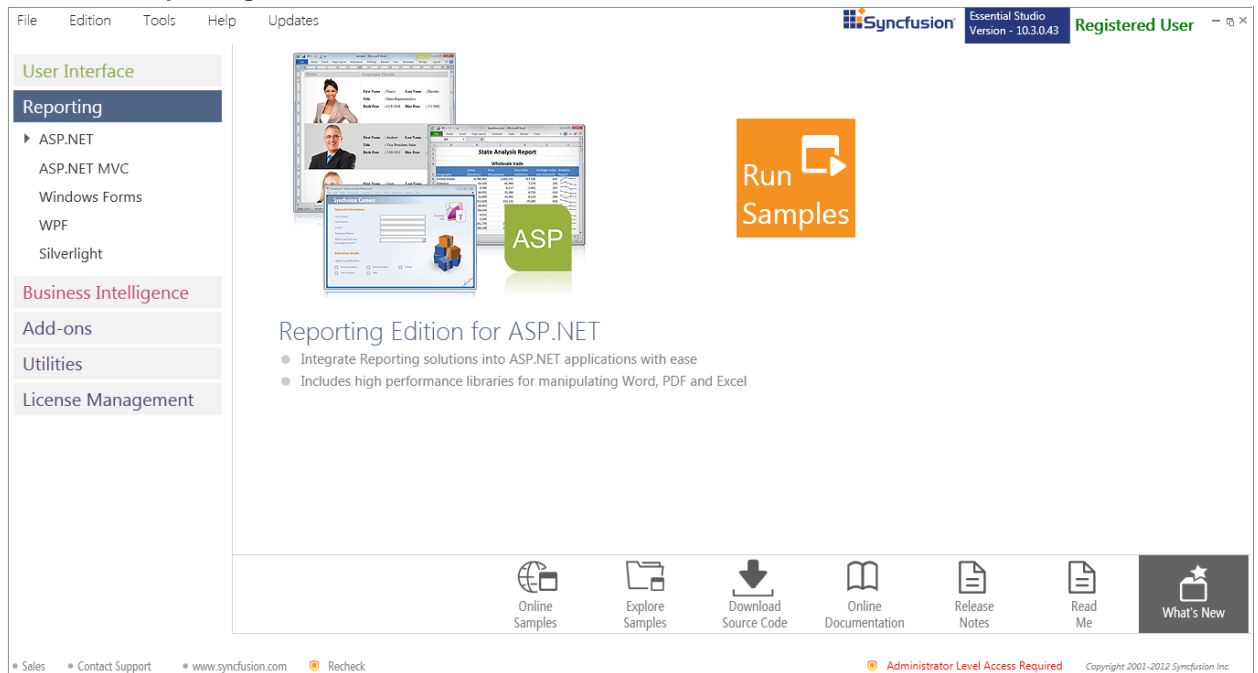 File Edition Tools Help Updates
Syncfusion
Essential Studio
Version - 10.3.0.43
Registered User
User Interface
Reporting
ASP.NET
ASP.NET MVC
Windows Forms
WPF
Silverlight
Business Intelligence
Add-ons
Utilities
License Management
State Analysis Report
Wholesale trade
Syncfusion Careers
ASP
Run
Samples
Reporting Edition for ASP.NET
Integrate Reporting solutions into ASP.NET applications with ease
Includes high performance libraries for manipulating Word, PDF and Excel
Online
Samples
Explore
Samples
Download
Source Code
Online
Documentation
Release
Notes
Read
Me
What's New
Sales Contact Support www.syncfusion.com Recheck
Administrator Level Access Required
Copyright 2001-2012 Syncfusion Inc.